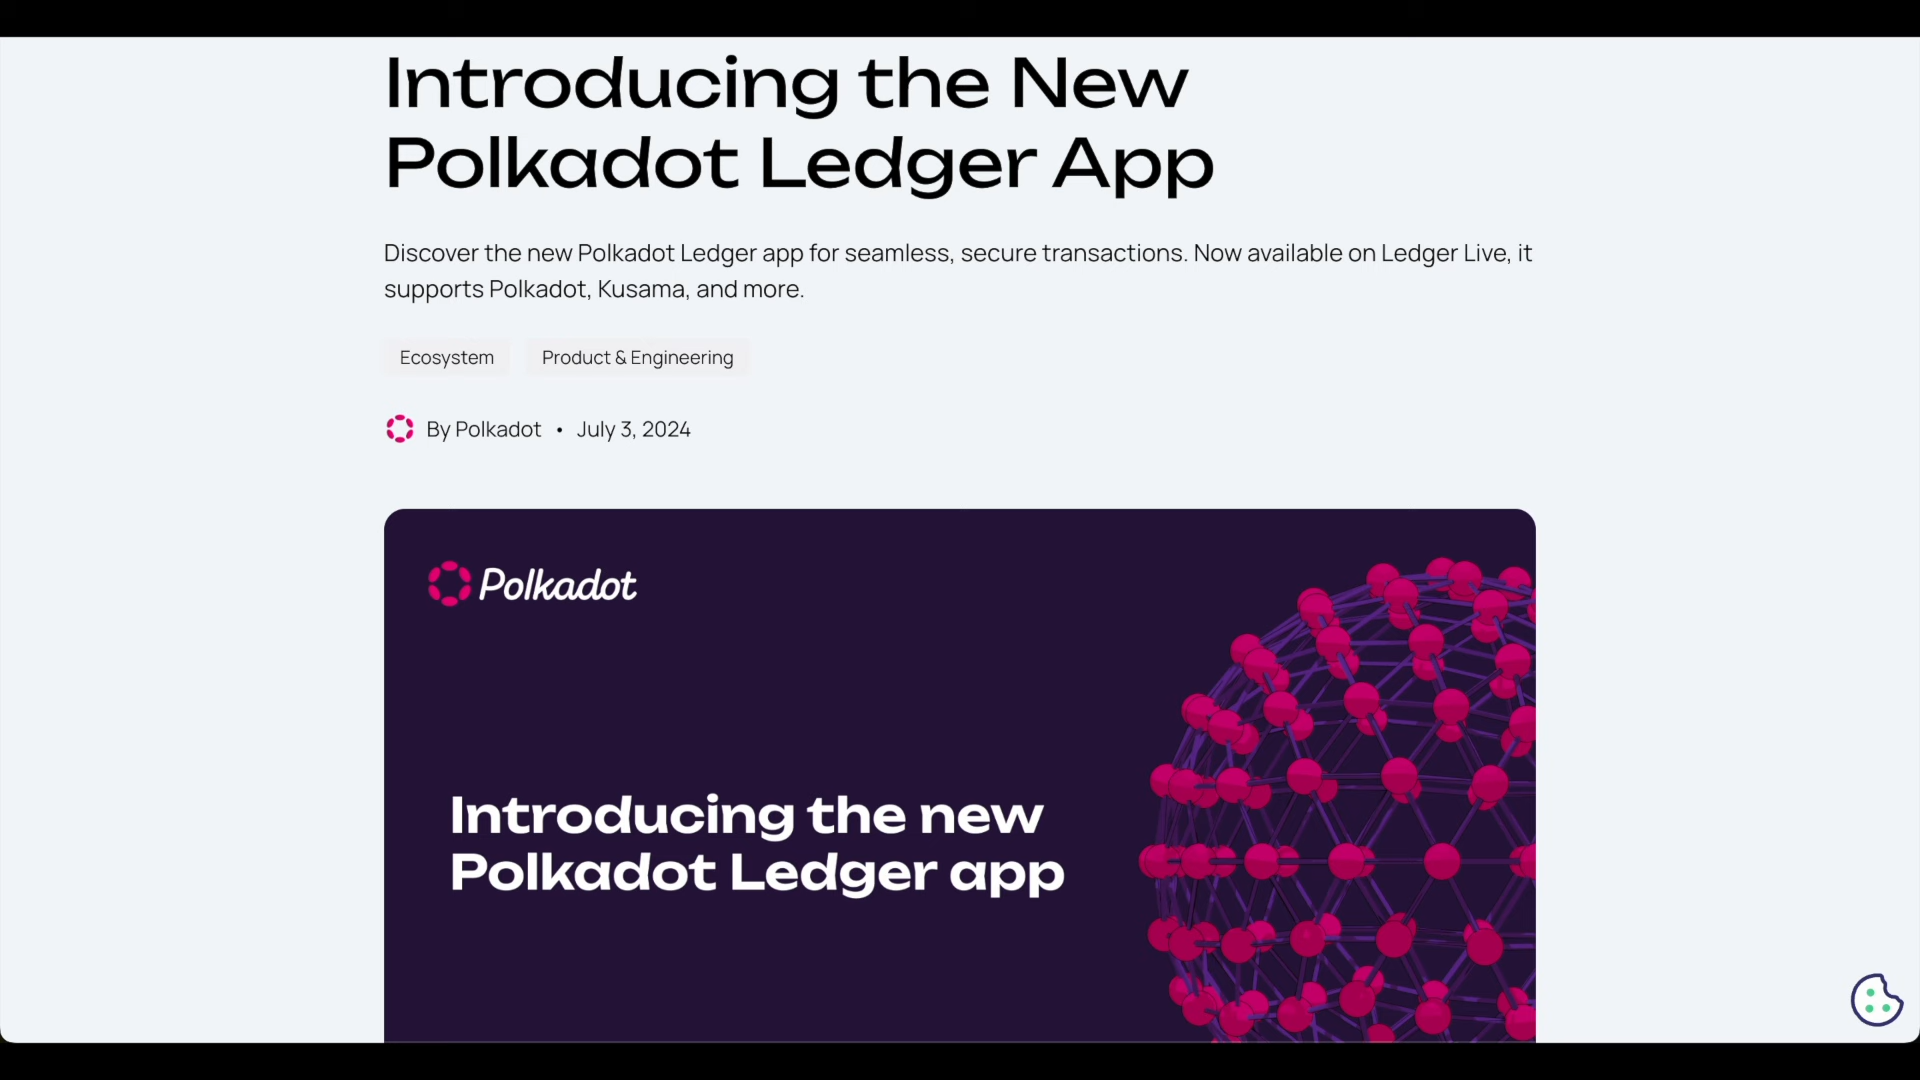 Introducing the New
Polkadot Ledger App
Discover the new Polkadot Ledger app for seamless, secure transactions. Now available on Ledger Live, it
supports Polkadot, Kusama, and more.
Ecosystem Product & Engineering
By Polkadot • July 3, 2024
Polkadot
Introducing the new
Polkadot Ledger app